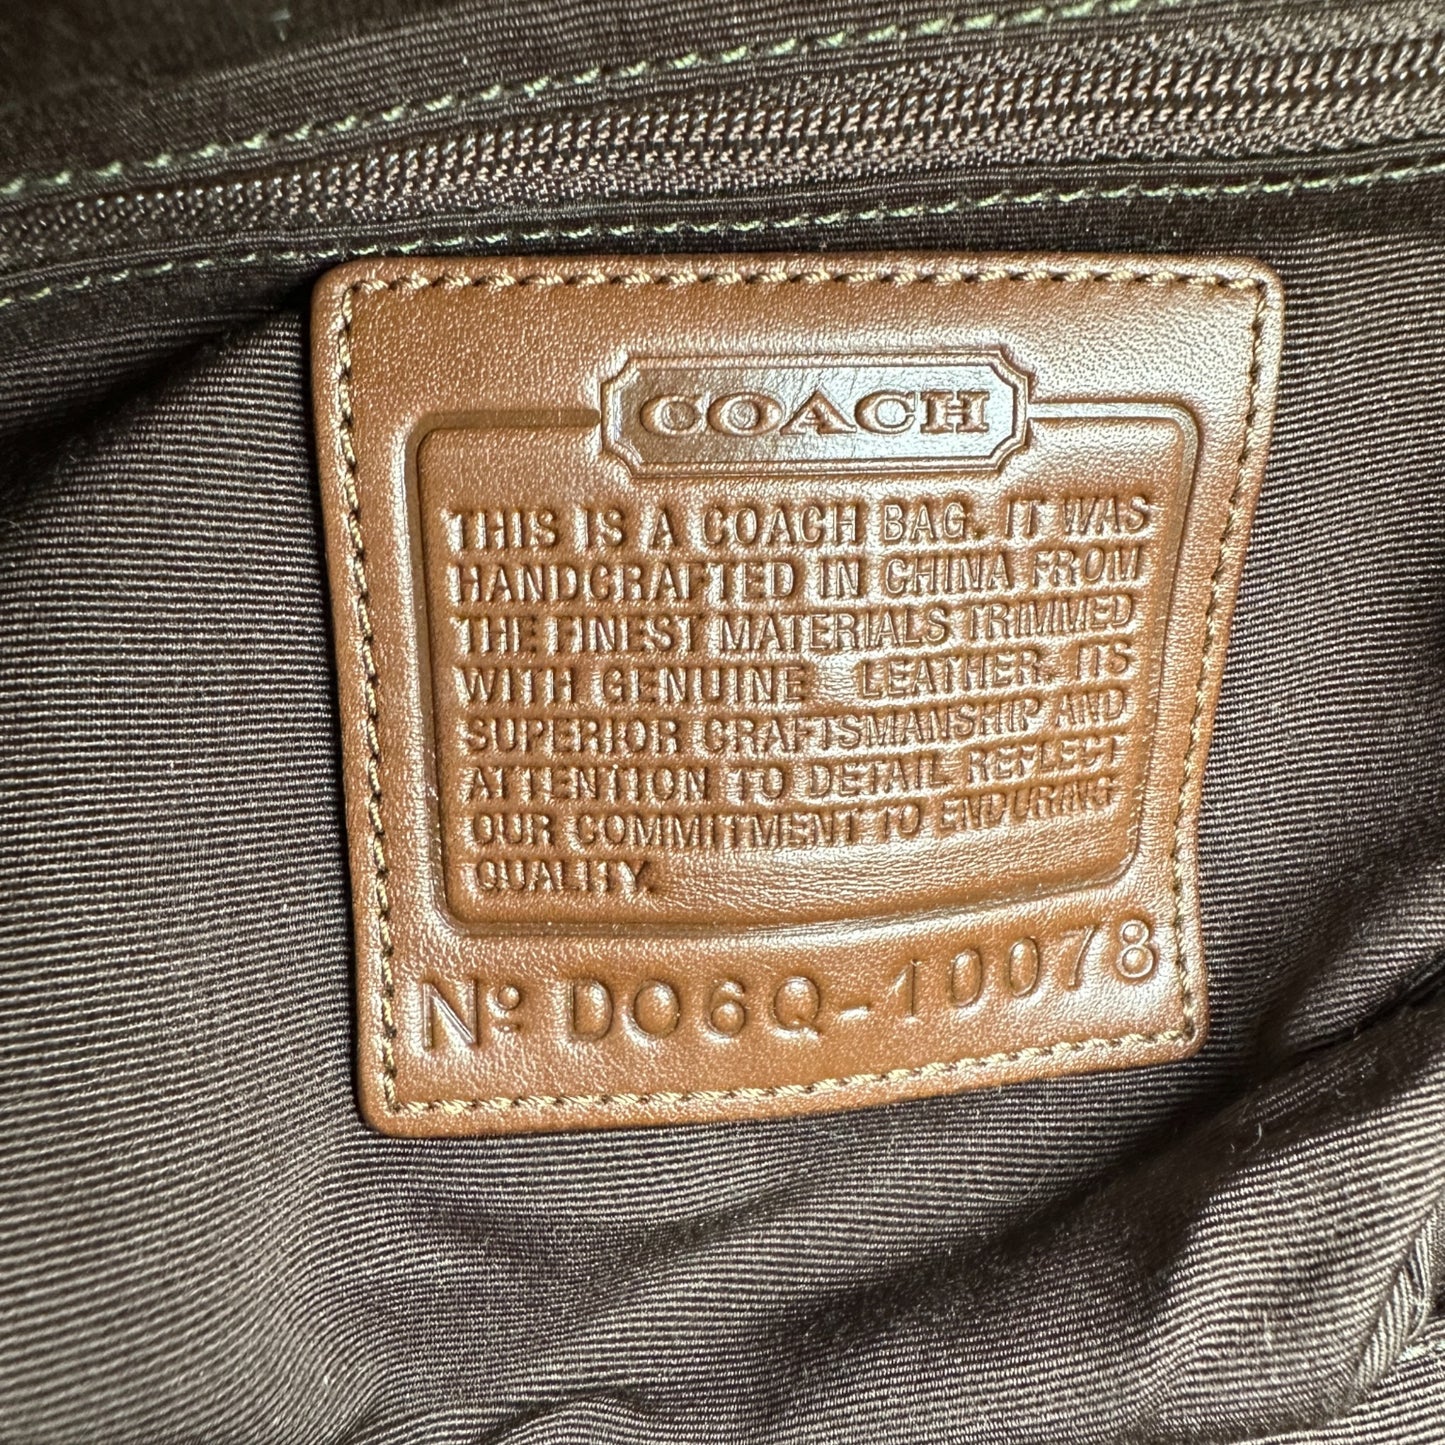 COACH
THIS IS A COACH BAG. IT WAS
HANDCRAFTED IN CHINA FROM
THE FINEST MATERIALS TRIMMED
WITH GENUINE LEATHER. ITS
SUPERIOR CRAFTSMANSHIP AND
ATTENTION TO DETAIL REFLECT
OUR COMMITMENT TO ENDURING
QUALITY.
Nº DO6Q-10078